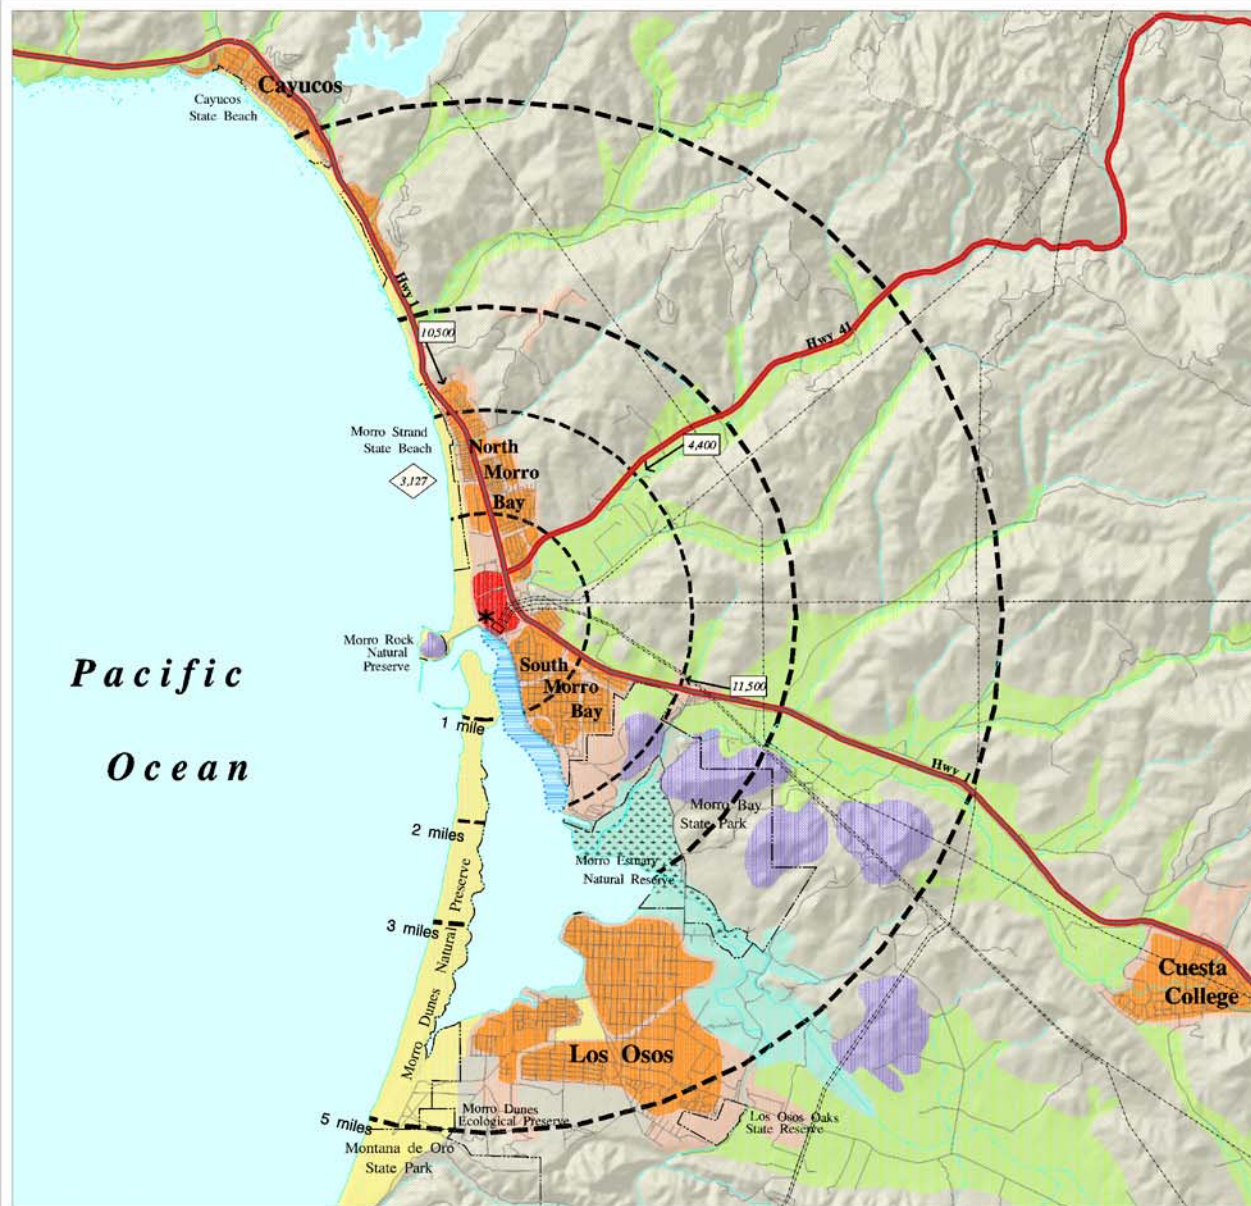 Cayucos
Cayucos
State Beach
Hwy 1
10,500
Hwy 41
Morro Strand
State Beach
4,400
North
Morro
Bay
3,127
Morro Rock
Natural
Preserve
Pacific
Ocean
South
Morro
Bay
11,500
1 mile
Hwy 1
2 miles
Morro Bay
State Park
Morro Estuary
Natural Reserve
3 miles
Morro Dunes Natural Preserve
Cuesta
College
Los Osos
5 miles
Morro Dunes
Ecological Preserve
Los Osos Oaks
State Reserve
Montana de Oro
State Park